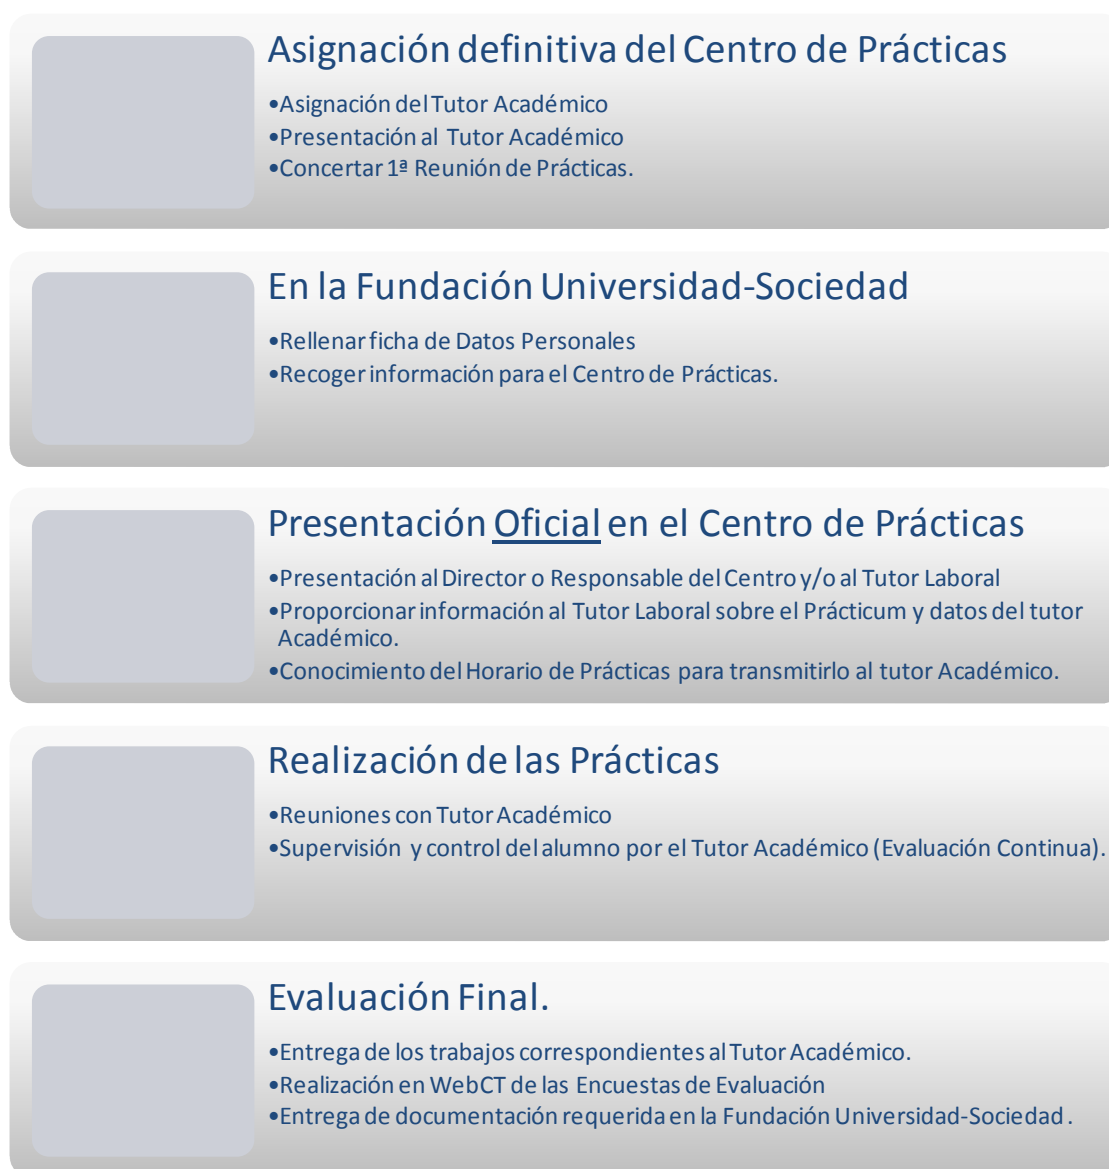 Asignación definitiva del Centro de Prácticas
•Asignación del Tutor Académico
•Presentación al Tutor Académico
•Concertar 1ª Reunión de Prácticas.
En la Fundación Universidad-Sociedad
•Rellenar ficha de Datos Personales
•Recoger información para el Centro de Prácticas.
Presentación Oficial en el Centro de Prácticas
•Presentación al Director o Responsable del Centro y/o al Tutor Laboral
•Proporcionar información al Tutor Laboral sobre el Prácticum y datos del tutor
Académico.
•Conocimiento del Horario de Prácticas para transmitirlo al tutor Académico.
Realización de las Prácticas
•Reuniones con Tutor Académico
•Supervisión y control del alumno por el Tutor Académico (Evaluación Continua).
Evaluación Final.
•Entrega de los trabajos correspondientes al Tutor Académico.
•Realización en WebCT de las Encuestas de Evaluación
•Entrega de documentación requerida en la Fundación Universidad-Sociedad .